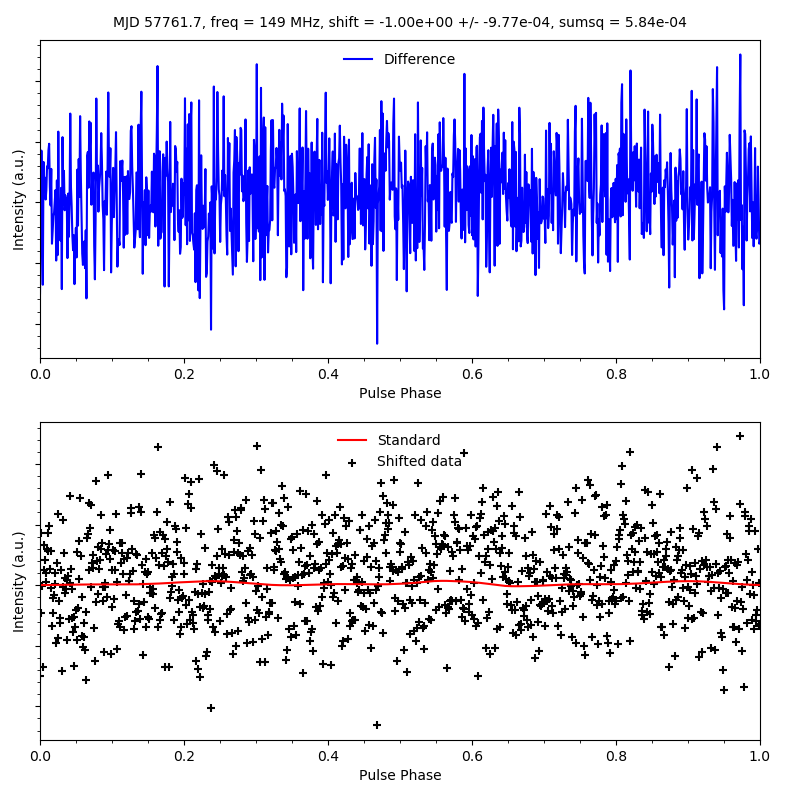 MJD 57761.7, freq = 149 MHz, shift = -1.00e+00 +/- -9.77e-04, sumsq = 5.84e-04
Difference
Intensity (a.u.)
0.0 0.2 0.4 0.6 0.8 1.0
Pulse Phase
Standard
Shifted data
Intensity (a.u.)
0.0 0.2 0.4 0.6 0.8 1.0
Pulse Phase